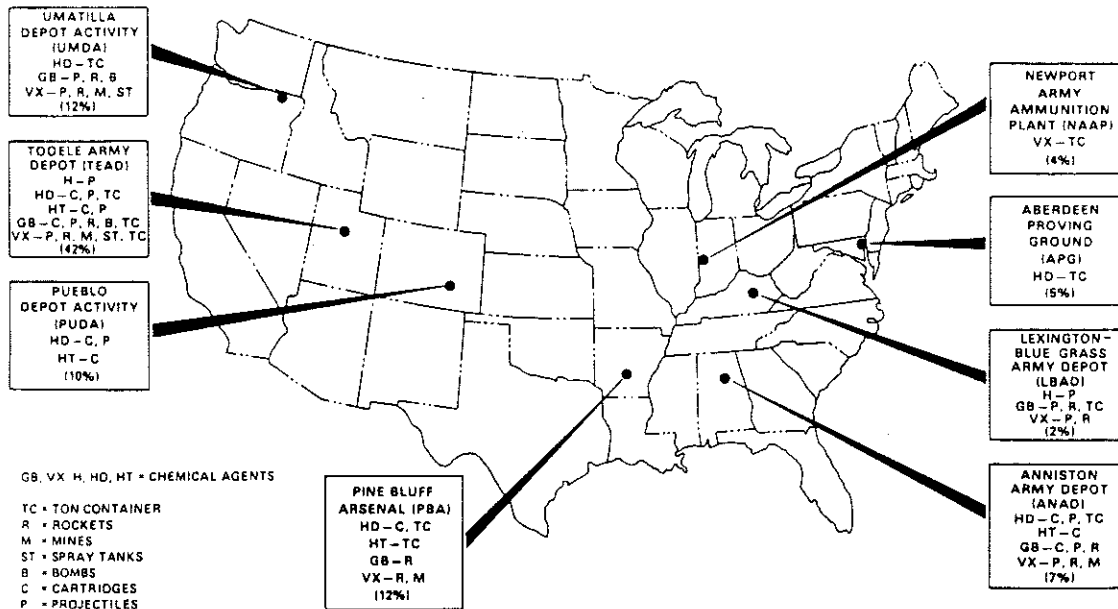 UMATILLA
DEPOT ACTIVITY
(UMDA)
HD-TC
GB-P, R, B
VX-P, R, M, ST
(12%)
TOOELE ARMY
DEPOT (TEAD)
H-P
HD-C, P, TC
HT-C, P
GB-C, P, R, B, TC
VX-P, R, M, ST, TC
(42%)
PUEBLO
DEPOT ACTIVITY
(PUDA)
HD-C, P
HT-C
(10%)
GB, VX H, HD, HT = CHEMICAL AGENTS
TC = TON CONTAINER
R = ROCKETS
M = MINES
ST = SPRAY TANKS
B = BOMBS
C = CARTRIDGES
P = PROJECTILES
PINE BLUFF
ARSENAL (PBA)
HD-C, TC
HT-TC
GB-R
VX-R, M
(12%)
NEWPORT
ARMY
AMMUNITION
PLANT (NAAP)
VX-TC
(4%)
ABERDEEN
PROVING
GROUND
(APG)
HD-TC
(5%)
LEXINGTON-
BLUE GRASS
ARMY DEPOT
(LBAD)
H-P
GB-P, R, TC
VX-P, R
(2%)
ANNISTON
ARMY DEPOT
(ANAD)
HD-C, P, TC
HT-C
GB-C, P, R
VX-P, R, M
(7%)